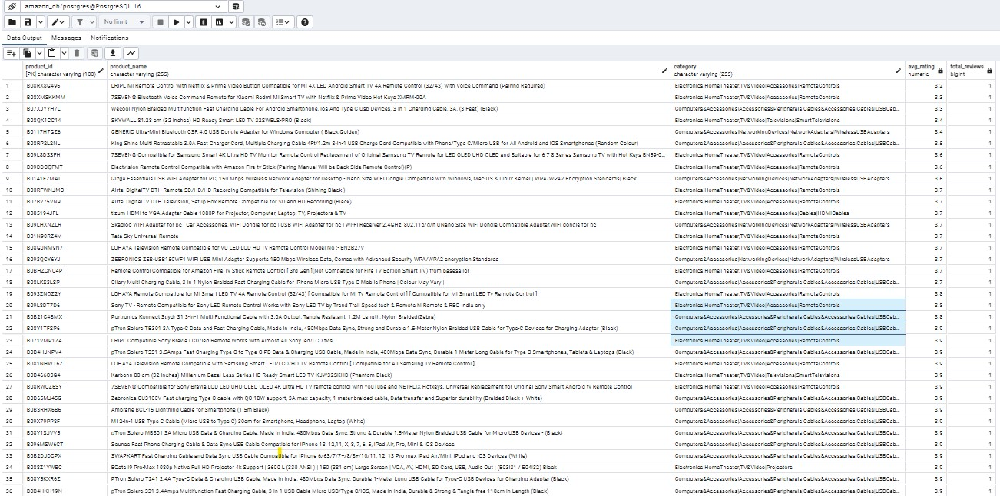 amazon_db/postgres@PostgreSQL 16
No limit
Data Output Messages Notifications
product_id product_name category avg_rating total_reviews
[PK] character varying (100) character varying (255) character varying (255) numeric bigint
1 B08RX8G496 LRIPL Mi Remote Control with Netflix & Prime Video Button Compatible for Mi 4X LED Android Smart TV 4A Remote Control (32/43) with Voice Command (Pairing Required) Electronics|HomeTheater,TV&Video|Accessories|RemoteControls 3.2 1
2 B08XMSKKMM 7SEVEN® Bluetooth Voice Command Remote for Xiaomi Redmi Mi Smart TV with Netflix & Prime Video Hot Keys XMRM-00A Electronics|HomeTheater,TV&Video|Accessories|RemoteControls 3.3 1
3 B07XJYYH7L Wecool Nylon Braided Multifunction Fast Charging Cable For Android Smartphone, Ios And Type C Usb Devices, 3 In 1 Charging Cable, 3A, (3 Feet) (Black) Computers&Accessories|Accessories&Peripherals|Cables&Accessories|Cables|USBCab... 3.3 1
4 SKYWALL 81.28 cm (32 inches) HD Ready Smart LED TV 32SWELS-PRO (Black) Electronics|HomeTheater,TV&Video|Televisions|SmartTelevisions 3.4 1
5 B0117H7GZ6 GENERIC Ultra-Mini Bluetooth CSR 4.0 USB Dongle Adapter for Windows Computer ( Black:Golden) Computers&Accessories|NetworkingDevices|NetworkAdapters|WirelessUSBAdapters 3.4 1
6 B08RP2L2NL King Shine Multi Retractable 3.0A Fast Charger Cord, Multiple Charging Cable 4Ft/1.2m 3-in-1 USB Charge Cord Compatible with Phone/Type C/Micro USB for All Android and iOS Smartphones (Random Colour) Computers&Accessories|Accessories&Peripherals|Cables&Accessories|Cables|USBCab... 3.5 1
7 B09L8DSSFH 7SEVEN® Compatible for Samsung Smart 4K Ultra HD TV Monitor Remote Control Replacement of Original Samsung TV Remote for LED OLED UHD QLED and Suitable for 6 7 8 Series Samsung TV with Hot Keys BN59-0... Electronics|HomeTheater,TV&Video|Accessories|RemoteControls 3.6 1
8 B09DDCQFMT Electvision Remote Control Compatible with Amazon Fire tv Stick (Pairing Manual Will be Back Side Remote Control)(P) Electronics|HomeTheater,TV&Video|Accessories|RemoteControls 3.6 1
9 B0141EZMAI Gizga Essentials USB WiFi Adapter for PC, 150 Mbps Wireless Network Adapter for Desktop - Nano Size WiFi Dongle Compatible with Windows, Mac OS & Linux Kernel | WPA/WPA2 Encryption Standards| Black Computers&Accessories|NetworkingDevices|NetworkAdapters|WirelessUSBAdapters 3.6 1
10 B00RFWNJMC Airtel DigitalTV DTH Remote SD/HD/HD Recording Compatible for Television (Shining Black ) Electronics|HomeTheater,TV&Video|Accessories|RemoteControls 3.7 1
11 B07B275VN9 Airtel DigitalTV DTH Television, Setup Box Remote Compatible for SD and HD Recording (Black) Electronics|HomeTheater,TV&Video|Accessories|RemoteControls 3.7 1
12 B085194JFL tizum HDMI to VGA Adapter Cable 1080P for Projector, Computer, Laptop, TV, Projectors & TV Electronics|HomeTheater,TV&Video|Accessories|Cables|HDMICables 3.7 1
13 B09LHXNZLR Skadioo WiFi Adapter for pc | Car Accessories, WiFi Dongle for pc | USB WiFi Adapter for pc | Wi-Fi Receiver 2.4GHz, 802.11b/g/n UNano Size WiFi Dongle Compatible Adapter,WiFi dongle for pc Computers&Accessories|NetworkingDevices|NetworkAdapters|WirelessUSBAdapters 3.7 1
14 B01N90RZ4M Tata Sky Universal Remote Electronics|HomeTheater,TV&Video|Accessories|RemoteControls 3.7 1
15 B08GJNM9N7 LOHAYA Television Remote Compatible for VU LED LCD HD Tv Remote Control Model No :- EN2B27V Electronics|HomeTheater,TV&Video|Accessories|RemoteControls 3.7 1
16 B093QCY6YJ ZEBRONICS ZEB-USB150WF1 WiFi USB Mini Adapter Supports 150 Mbps Wireless Data, Comes with Advanced Security WPA/WPA2 encryption Standards Computers&Accessories|NetworkingDevices|NetworkAdapters|WirelessUSBAdapters 3.7 1
17 B0BHZCNC4P Remote Control Compatible for Amazon Fire Tv Stick Remote Control [ 3rd Gen ](Not Compatible for Fire TV Edition Smart TV) from basesailor Electronics|HomeTheater,TV&Video|Accessories|RemoteControls 3.7 1
18 B08LKS3LSP Gilary Multi Charging Cable, 3 in 1 Nylon Braided Fast Charging Cable for iPhone Micro USB Type C Mobile Phone | Colour May Vary | Computers&Accessories|Accessories&Peripherals|Cables&Accessories|Cables|USBCab... 3.7 1
19 B093ZNQZ2Y LOHAYA Remote Compatible for Mi Smart LED TV 4A Remote Control (32/43) [ Compatible for Mi Tv Remote Control ] [ Compatible for Mi Smart LED Tv Remote Control ] Electronics|HomeTheater,TV&Video|Accessories|RemoteControls 3.8 1
20 B09L8DT7D6 Sony TV - Remote Compatible for Sony LED Remote Control Works with Sony LED TV by Trend Trail Speed tech & Remote hi Remote & REO India only Electronics|HomeTheater,TV&Video|Accessories|RemoteControls 3.8 1
21 B0B21C4BMX Portronics Konnect Spydr 31 3-in-1 Multi Functional Cable with 3.0A Output, Tangle Resistant, 1.2M Length, Nylon Braided(Zebra) Computers&Accessories|Accessories&Peripherals|Cables&Accessories|Cables|USBCab... 3.8 1
22 B08Y1TFSP6 pTron Solero TB301 3A Type-C Data and Fast Charging Cable, Made in India, 480Mbps Data Sync, Strong and Durable 1.5-Meter Nylon Braided USB Cable for Type-C Devices for Charging Adapter (Black) Computers&Accessories|Accessories&Peripherals|Cables&Accessories|Cables|USBCab... 3.9 1
23 B071VMP1Z4 LRIPL Compatible Sony Bravia LCD/led Remote Works with Almost All Sony led/LCD tv's Electronics|HomeTheater,TV&Video|Accessories|RemoteControls 3.9 1
24 B0B4HJNPV4 pTron Solero T351 3.5Amps Fast Charging Type-C to Type-C PD Data & Charging USB Cable, Made in India, 480Mbps Data Sync, Durable 1 Meter Long Cable for Type-C Smartphones, Tablets & Laptops (Black) Computers&Accessories|Accessories&Peripherals|Cables&Accessories|Cables|USBCab... 3.9 1
25 B081NHWT6Z LOHAYA Television Remote Compatible with Samsung Smart LED/LCD/HD TV Remote Control [ Compatible for All Samsung Tv Remote Control ] Electronics|HomeTheater,TV&Video|Accessories|RemoteControls 3.9 1
26 B0B466C3G4 Karbonn 80 cm (32 inches) Millenium Bezel-Less Series HD Ready Smart LED TV KJW32SKHD (Phantom Black) Electronics|HomeTheater,TV&Video|Televisions|SmartTelevisions 3.9 1
27 B08RWCZ6SY 7SEVEN® Compatible for Sony Bravia LCD LED UHD OLED QLED 4K Ultra HD TV remote control with YouTube and NETFLIX Hotkeys. Universal Replacement for Original Sony Smart Android tv Remote Control Electronics|HomeTheater,TV&Video|Accessories|RemoteControls 3.9 1
28 B0B65MJ45G Zebronics CU3100V Fast charging Type C cable with QC 18W support, 3A max capacity, 1 meter braided cable, Data transfer and Superior durability (Braided Black + White) Computers&Accessories|Accessories&Peripherals|Cables&Accessories|Cables|USBCab... 3.9 1
29 B0B3RHX6B6 Ambrane BCL-15 Lightning Cable for Smartphone (1.5m Black) Computers&Accessories|Accessories&Peripherals|Cables&Accessories|Cables|USBCab... 3.9 1
30 B09X79PP8F MI 2-in-1 USB Type C Cable (Micro USB to Type C) 30cm for Smartphone, Headphone, Laptop (White) Computers&Accessories|Accessories&Peripherals|Cables&Accessories|Cables|USBCab... 3.9 1
31 B08Y1SJVV5 pTron Solero MB301 3A Micro USB Data & Charging Cable, Made in India, 480Mbps Data Sync, Strong & Durable 1.5-Meter Nylon Braided USB Cable for Micro USB Devices - (Black) Computers&Accessories|Accessories&Peripherals|Cables&Accessories|Cables|USBCab... 3.9 1
32 B096MSW6CT Sounce Fast Phone Charging Cable & Data Sync USB Cable Compatible for iPhone 13, 12,11, X, 8, 7, 6, 5, iPad Air, Pro, Mini & iOS Devices Computers&Accessories|Accessories&Peripherals|Cables&Accessories|Cables|USBCab... 3.9 1
33 B0B2DJDCPX SWAPKART Fast Charging Cable and Data Sync USB Cable Compatible for iPhone 6/6S/7/7+/8/8+/10/11, 12, 13 Pro max iPad Air/Mini, iPod and iOS Devices (White) Computers&Accessories|Accessories&Peripherals|Cables&Accessories|Cables|USBCab... 3.9 1
34 B088Z1YWBC EGate i9 Pro-Max 1080p Native Full HD Projector 4k Support | 3600 L (330 ANSI ) | 150 (381 cm) Large Screen | VGA, AV, HDMI, SD Card, USB, Audio Out | (E03i31 / E04i32) Black Electronics|HomeTheater,TV&Video|Projectors 3.9 1
35 B08Y5KXR6Z pTron Solero T241 2.4A Type-C Data & Charging USB Cable, Made in India, 480Mbps Data Sync, Durable 1-Meter Long USB Cable for Type-C USB Devices for Charging Adapter (Black) Computers&Accessories|Accessories&Peripherals|Cables&Accessories|Cables|USBCab... 3.9 1
36 B0B4HKH19N pTron Solero 331 3.4Amps Multifunction Fast Charging Cable, 3-in-1 USB Cable Micro USB/Type-C/iOS, Made in India, Durable & Strong & Tangle-free 118cm in Length (Black) Computers&Accessories|Accessories&Peripherals|Cables&Accessories|Cables|USBCab... 3.9 1